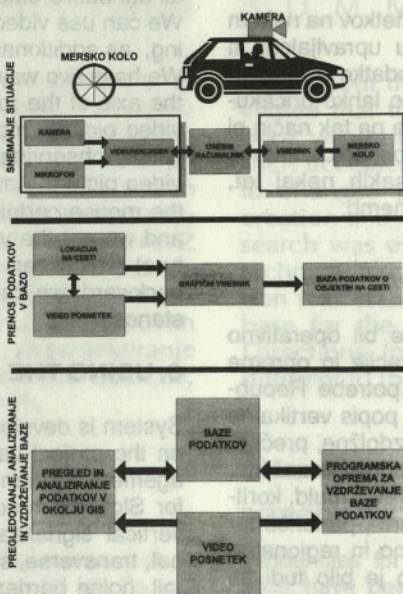 KAMERA
MERSKO KOLO
SNEMANJE SITUACIJE
KAMERA
MIKROFON
VIDEOREKORDER
OSEBNI
RAČUNALNIK
VMESNIK
MERSKO
KOLO
PRENOS PODATKOV
V BAZO
LOKACIJA
NA CESTI
VIDEO POSNETEK
GRAFIČNI VMESNIK
BAZA PODATKOV O
OBJEKTIH NA CESTI
PREGLEDOVANJE, ANALIZIRANJE
IN VZDRŽEVANJE BAZE
BAZE
PODATKOV
PREGLED IN
ANALIZIRANJE
PODATKOV V
OKOLJU GIS
PROGRAMSKA
OPREMA ZA
VZDRŽEVANJE
BAZE
PODATKOV
VIDEO
POSNETEK